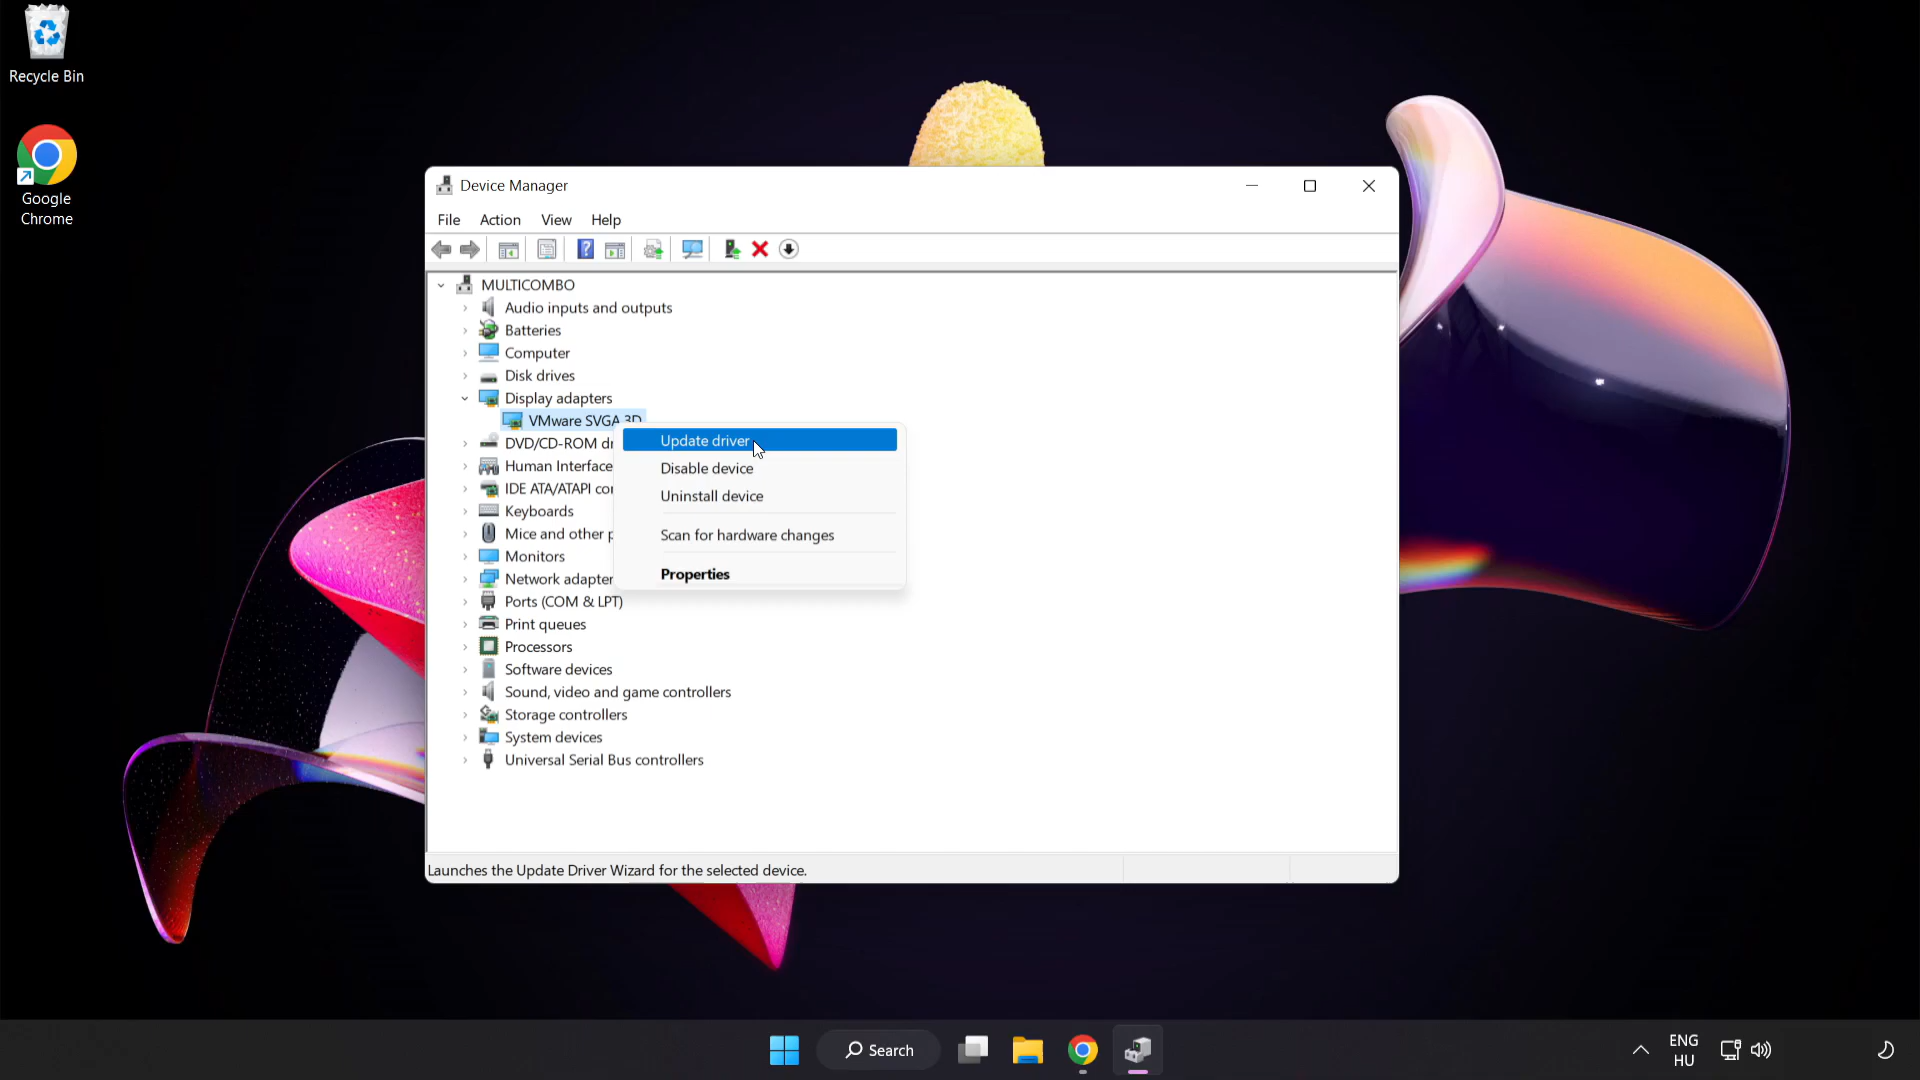 Recycle Bin
Google
Chrome
Device Manager
File Action View Help
MULTICOMBO
Audio inputs and outputs
Batteries
Computer
Disk drives
Display adapters
VMware SVGA 3D
DVD/CD-ROM
Human Interface
IDE ATA/ATAPI
Keyboards
Mice and other
Monitors
Network
Ports (COM & LPT)
Print queues
Processors
Software devices
Sound, video and game controllers
Storage controllers
System devices
Universal Serial Bus controllers
Update driver
Disable device
Uninstall device
Scan for hardware changes
Properties
Launches the Update Driver Wizard for the selected device.
Search
ENG
HU